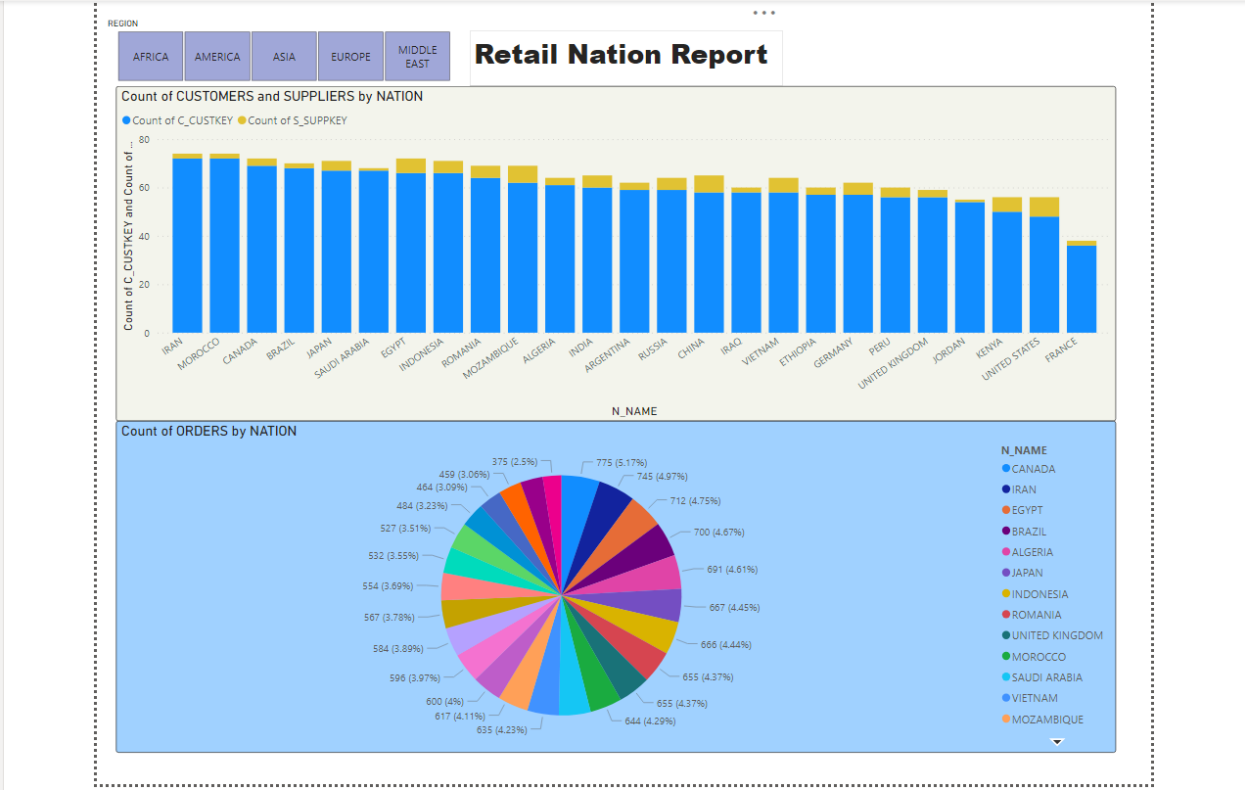 REGION
AFRICA
AMERICA
ASIA
EUROPE
MIDDLE
EAST
Retail Nation Report
Count of CUSTOMERS and SUPPLIERS by NATION
Count of C_CUSTKEY Count of S_SUPPKEY
Count of C_CUSTKEY and Count of ...
80
60
40
20
0
IRAN
MOROCCO
CANADA
BRAZIL
JAPAN
SAUDI ARABIA
EGYPT
INDONESIA
ROMANIA
MOZAMBIQUE
ALGERIA
INDIA
ARGENTINA
RUSSIA
CHINA
IRAQ
VIETNAM
ETHIOPIA
GERMANY
PERU
UNITED KINGDOM
JORDAN
KENYA
UNITED STATES
FRANCE
N_NAME
Count of ORDERS by NATION
775 (5.17%)
745 (4.97%)
712 (4.75%)
700 (4.67%)
691 (4.61%)
667 (4.45%)
666 (4.44%)
655 (4.37%)
655 (4.37%)
644 (4.29%)
635 (4.23%)
617 (4.11%)
600 (4%)
596 (3.97%)
584 (3.89%)
567 (3.78%)
554 (3.69%)
532 (3.55%)
527 (3.51%)
484 (3.23%)
464 (3.09%)
459 (3.06%)
375 (2.5%)
N_NAME
CANADA
IRAN
EGYPT
BRAZIL
ALGERIA
JAPAN
INDONESIA
ROMANIA
UNITED KINGDOM
MOROCCO
SAUDI ARABIA
VIETNAM
MOZAMBIQUE